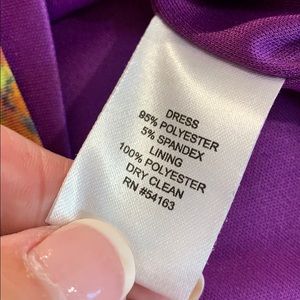 DRESS
95% POLYESTER
5% SPANDEX
LINING
100% POLYESTER
DRY CLEAN
RN #54163